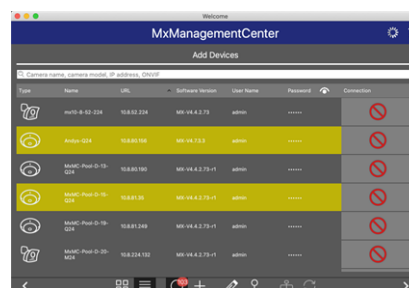 Welcome
MxManagementCenter
Add Devices
Camera name, camera model, IP address, ONVIF
Type Name URL Software Version User Name Password Connection
mx10-8-52-224 10.8.52.224 MX-V4.4.2.73 admin ••••••
Andys-Q24 10.8.80.156 MX-V4.7.3.3 admin ••••••
MxMC-Pool-D-13-
Q24 10.8.80.190 MX-V4.4.2.73-r1 admin ••••••
MxMC-Pool-D-15-
Q24 10.8.81.35 MX-V4.4.2.73-r1 admin ••••••
MxMC-Pool-D-19-
Q24 10.8.81.249 MX-V4.4.2.73-r1 admin ••••••
MxMC-Pool-D-20-
M24 10.8.224.132 MX-V4.4.2.73-r1 admin ••••••